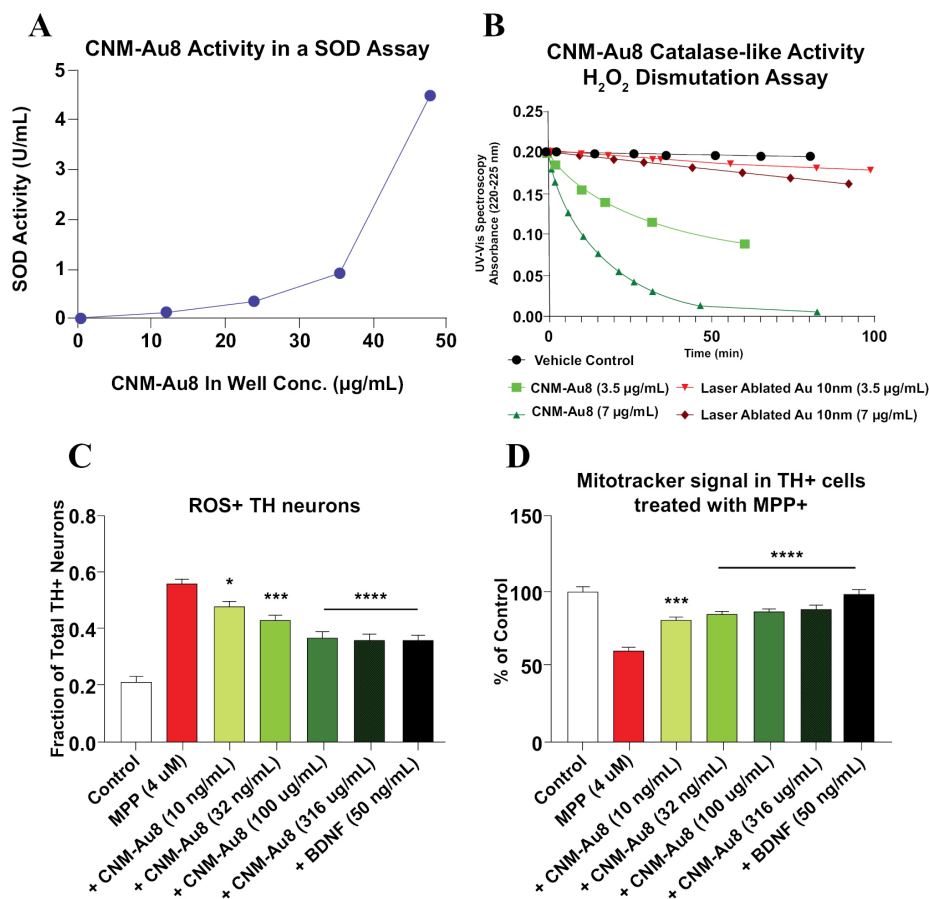 A
CNM-Au8 Activity in a SOD Assay
SOD Activity (U/mL)
5
4
3
2
1
0
0
10
20
30
40
50
CNM-Au8 In Well Conc. (µg/mL)
B
CNM-Au8 Catalase-like Activity
H₂O₂ Dismutation Assay
UV-Vis Spectroscopy
Absorbance (220-225 nm)
0.25
0.20
0.15
0.10
0.05
0.00
0
50
100
Time (min)
Vehicle Control
CNM-Au8 (3.5 µg/mL)
Laser Ablated Au 10nm (3.5 µg/mL)
CNM-Au8 (7 µg/mL)
Laser Ablated Au 10nm (7 µg/mL)
C
ROS+ TH neurons
Fraction of Total TH+ Neurons
0.8
0.6
0.4
0.2
0.0
*
***
****
Control
MPP (4 uM)
+ CNM-Au8 (10 ng/mL)
+ CNM-Au8 (32 ng/mL)
+ CNM-Au8 (100 ug/mL)
+ CNM-Au8 (316 ug/mL)
+ BDNF (50 ng/mL)
D
Mitotracker signal in TH+ cells
treated with MPP+
% of Control
150
100
50
0
***
****
Control
MPP (4 uM)
+ CNM-Au8 (10 ng/mL)
+ CNM-Au8 (32 ng/mL)
+ CNM-Au8 (100 ug/mL)
+ CNM-Au8 (316 ug/mL)
+ BDNF (50 ng/mL)